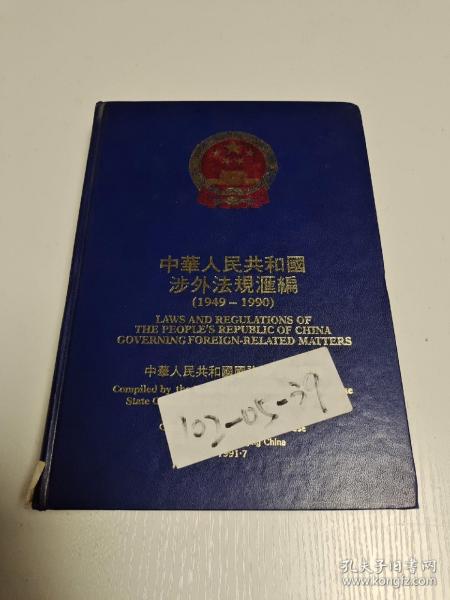 中華人民共和國
涉外法規滙編
(1949－1990)
LAWS AND REGULATIONS OF
THE PEOPLE'S REPUBLIC OF CHINA
GOVERNING FOREIGN-RELATED MATTERS
中華人民共和國國
Compiled by the
State O
102-05-39
China
1991·7
孔夫子旧书网
www.kongfz.com